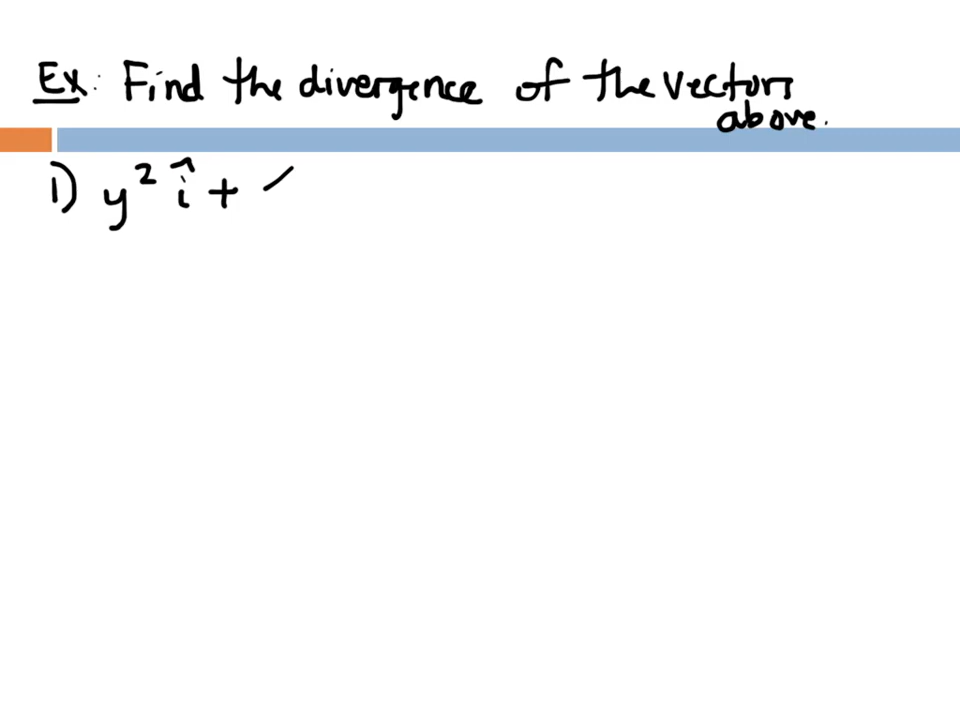 Ex: Find the divergence of the vectors
above.
1) y² î +